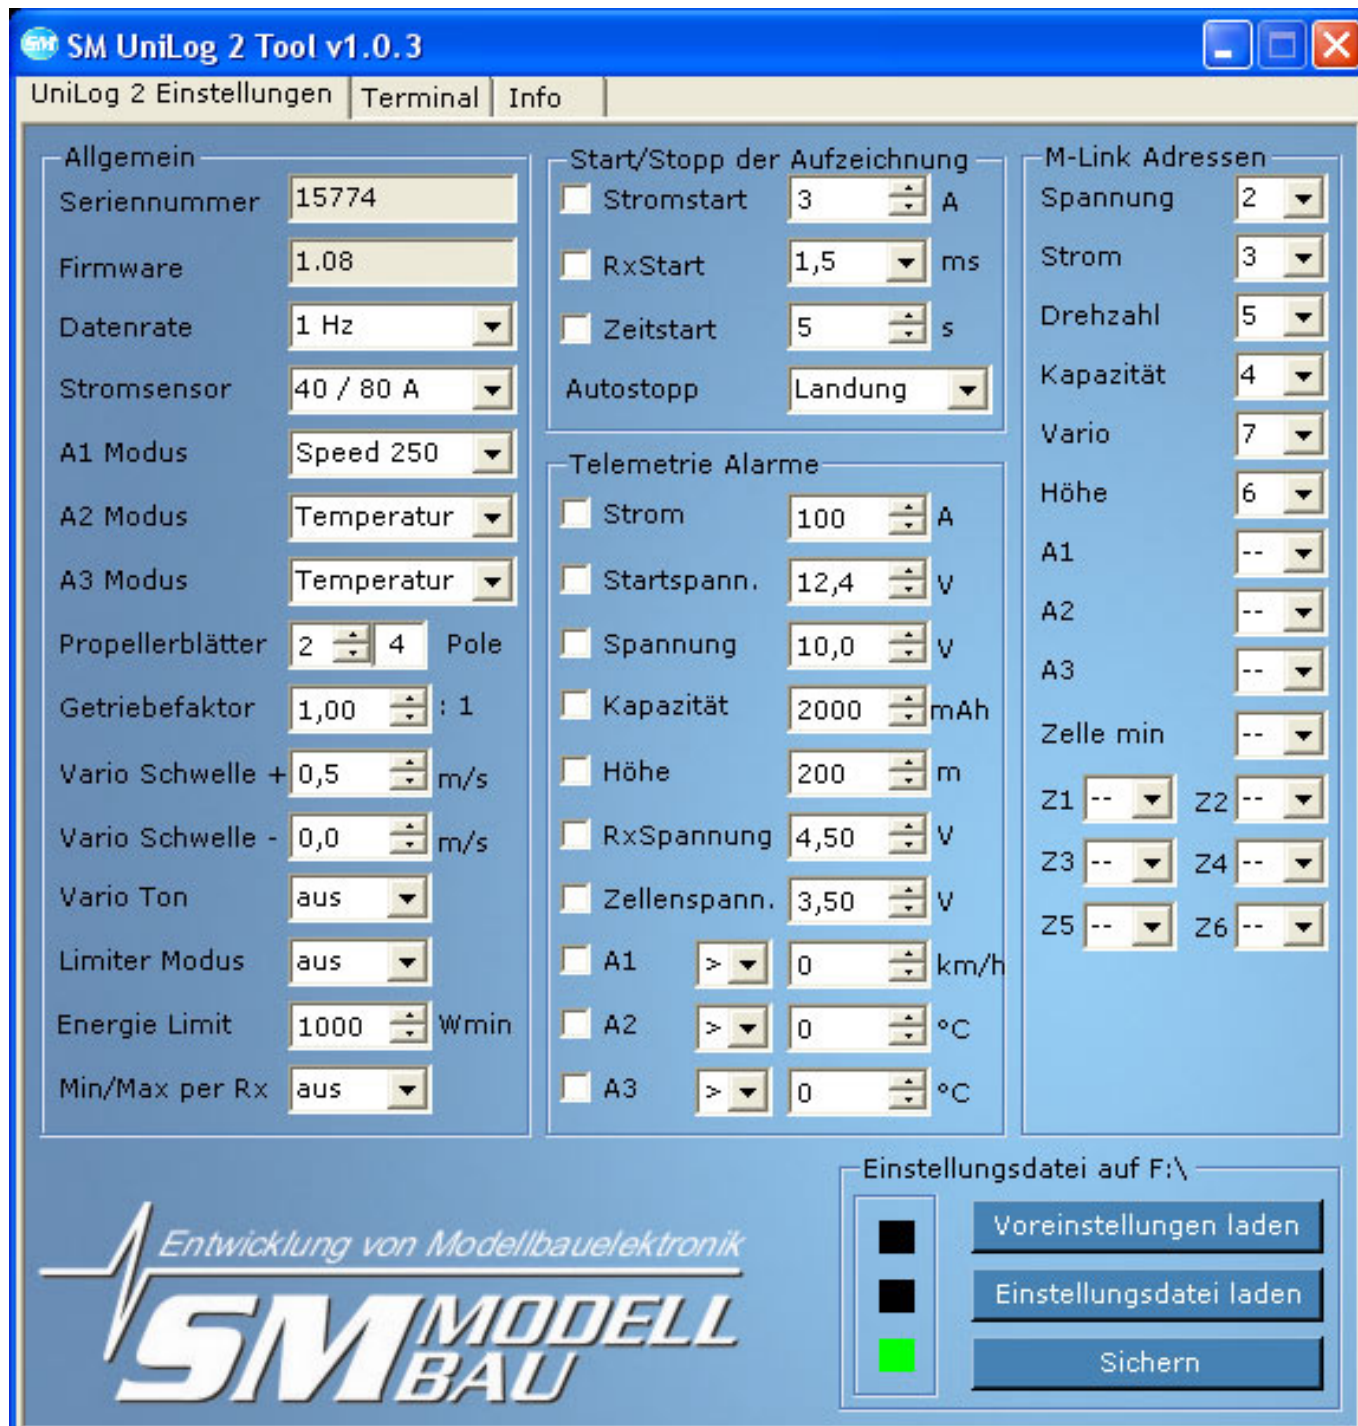 SM UniLog 2 Tool v1.0.3
UniLog 2 Einstellungen Terminal Info
Allgemein
Seriennummer 15774
Firmware 1.08
Datenrate 1 Hz
Stromsensor 40 / 80 A
A1 Modus Speed 250
A2 Modus Temperatur
A3 Modus Temperatur
Propellerblätter 2 4 Pole
Getriebefaktor 1,00 : 1
Vario Schwelle + 0,5 m/s
Vario Schwelle - 0,0 m/s
Vario Ton aus
Limiter Modus aus
Energie Limit 1000 Wmin
Min/Max per Rx aus
Start/Stopp der Aufzeichnung
Stromstart 3 A
RxStart 1,5 ms
Zeitstart 5 s
Autostopp Landung
Telemetrie Alarme
Strom 100 A
Startspann. 12,4 V
Spannung 10,0 V
Kapazität 2000 mAh
Höhe 200 m
RxSpannung 4,50 V
Zellenspann. 3,50 V
A1 > 0 km/h
A2 > 0 °C
A3 > 0 °C
M-Link Adressen
Spannung 2
Strom 3
Drehzahl 5
Kapazität 4
Vario 7
Höhe 6
A1 --
A2 --
A3 --
Zelle min --
Z1 -- Z2 --
Z3 -- Z4 --
Z5 -- Z6 --
Einstellungsdatei auf F:\
Voreinstellungen laden
Einstellungsdatei laden
Sichern
Entwicklung von Modellbauelektronik
SM MODELL
BAU